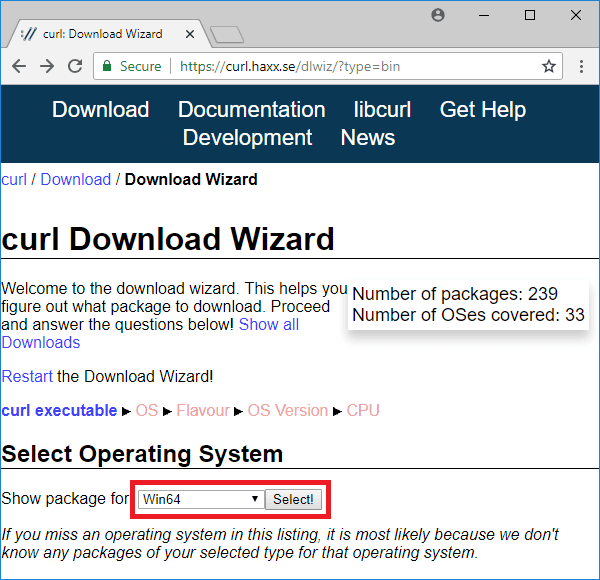 curl: Download Wizard
Secure https://curl.haxx.se/dlwiz/?type=bin
Download Documentation libcurl Get Help
Development News
curl / Download / Download Wizard
curl Download Wizard
Welcome to the download wizard. This helps you
figure out what package to download. Proceed
and answer the questions below! Show all
Downloads
Number of packages: 239
Number of OSes covered: 33
Restart the Download Wizard!
curl executable ▶ OS ▶ Flavour ▶ OS Version ▶ CPU
Select Operating System
Show package for Win64 Select!
If you miss an operating system in this listing, it is most likely because we don't
know any packages of your selected type for that operating system.